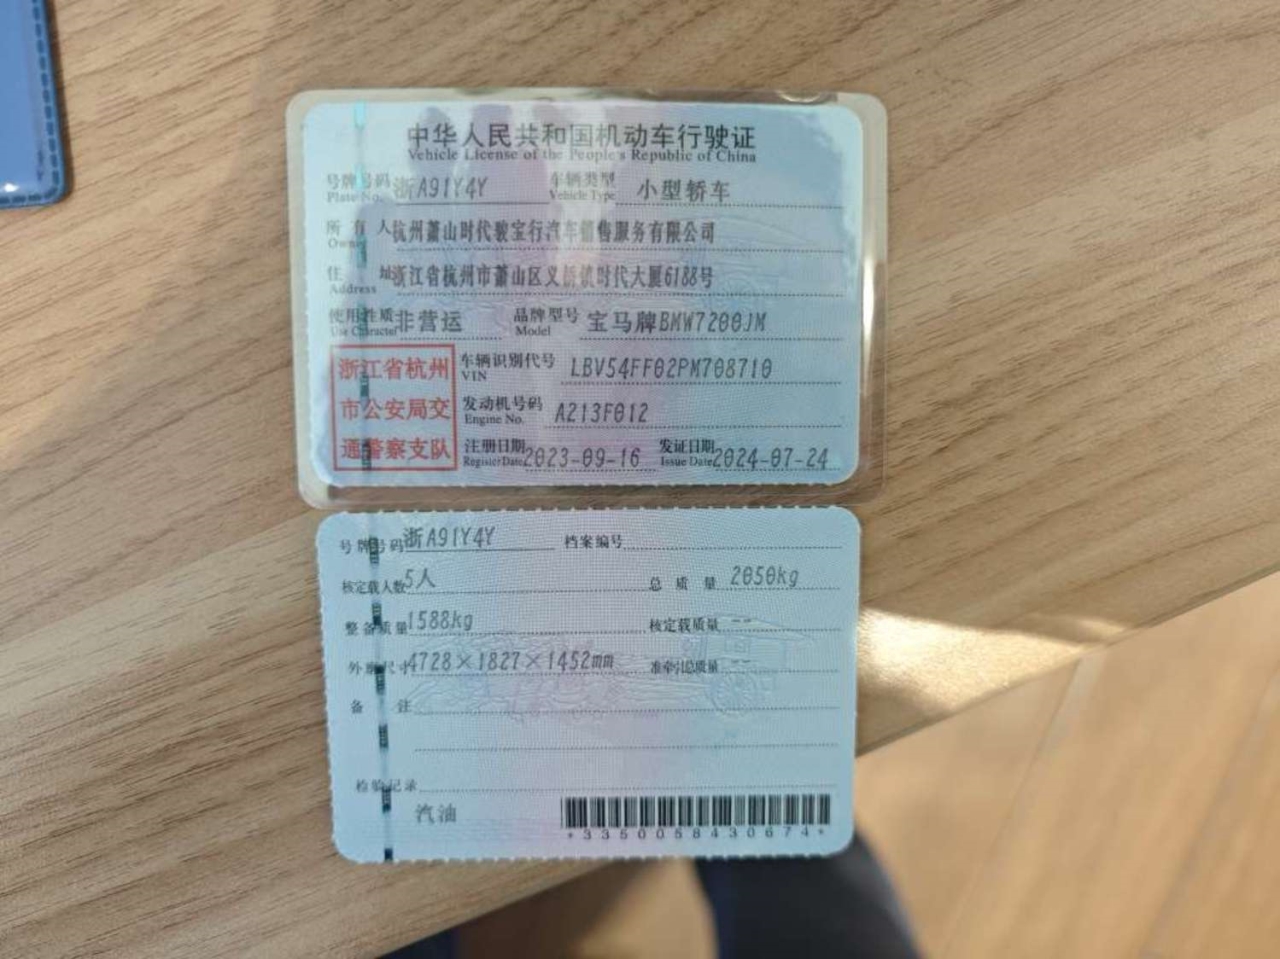 中华人民共和国机动车行驶证
Vehicle License of the People's Republic of China
号牌号码 浙A91Y4Y 车辆类型 小型轿车
Plate No. Vehicle Type
所有人 杭州萧山时代骏宝行汽车销售服务有限公司
Owner
住址 浙江省杭州市萧山区义桥镇时代大厦6188号
Address
使用性质 非营运 品牌型号 宝马牌BMW7200JM
Use Character Model
浙江省杭州
市公安局交
通警察支队
车辆识别代号 LBV54FF02PM708710
VIN
发动机号码 A213F012
Engine No.
注册日期 2023-09-16 发证日期 2024-07-24
Register Date Issue Date
号牌号码 浙A91Y4Y 档案编号
核定载人数 5人 总质量 2050kg
整备质量 1588kg 核定载质量 --
外廓尺寸 4728×1827×1452mm 准牵引总质量 --
备注
检验记录
汽油
*3350058430674*